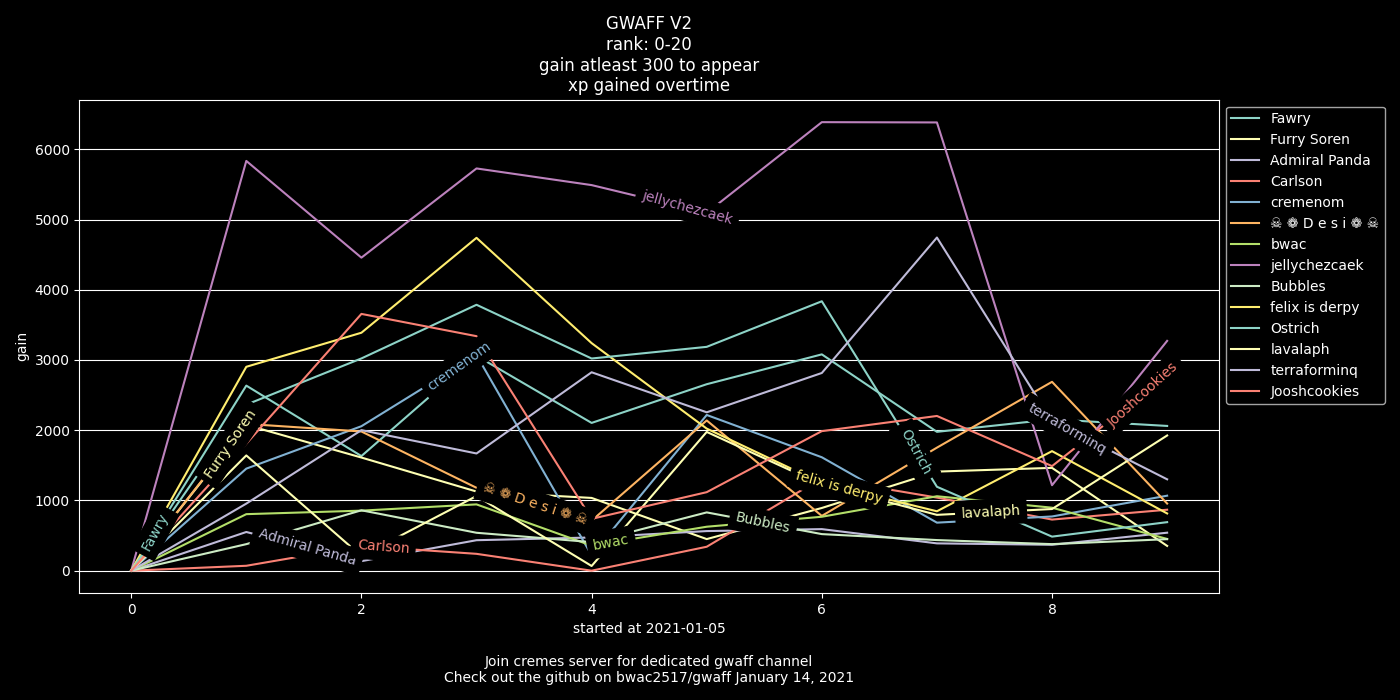 GWAFF V2
rank: 0-20
gain atleast 300 to appear
xp gained overtime
gain
6000
5000
4000
3000
2000
1000
0
0
2
4
6
8
started at 2021-01-05
Join cremes server for dedicated gwaff channel
Check out the github on bwac2517/gwaff January 14, 2021
Fawry
Furry Soren
Admiral Panda
Carlson
cremenom
☠ ❁ D e s i ❁ ☠
bwac
jellychezcaek
Bubbles
felix is derpy
Ostrich
lavalaph
terraforminq
Jooshcookies
Fawry
Furry Soren
Admiral Panda
Carlson
cremenom
☠ ❁ D e s i ❁ ☠
bwac
jellychezcaek
Bubbles
felix is derpy
Ostrich
lavalaph
terraforminq
Jooshcookies